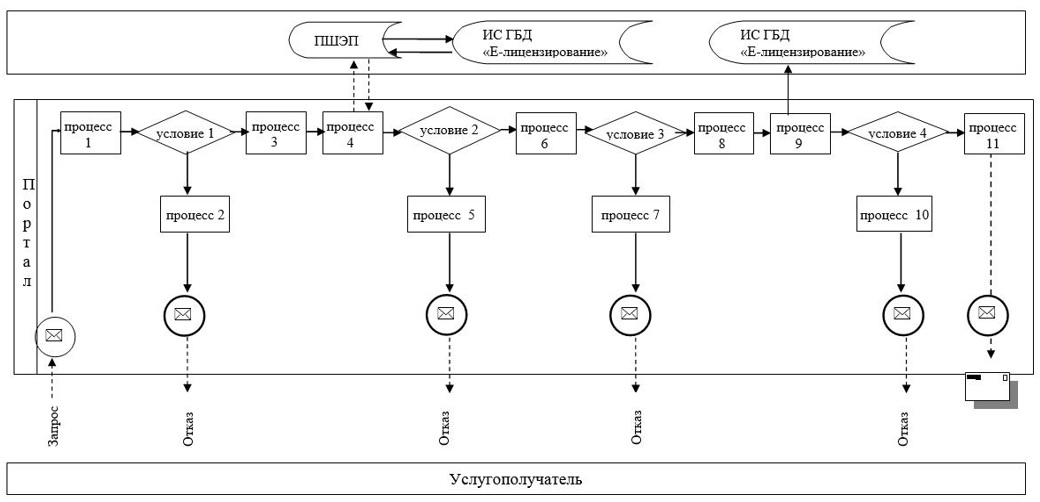 ПШЭП
ИС ГБД
«Е-лицензирование»
ИС ГБД
«Е-лицензирование»
Портал
процесс
1
условие 1
процесс
3
процесс
4
условие 2
процесс
6
условие 3
процесс
8
процесс
9
условие 4
процесс
11
процесс 2
процесс 5
процесс 7
процесс 10
Запрос
Отказ
Отказ
Отказ
Отказ
Услугополучатель